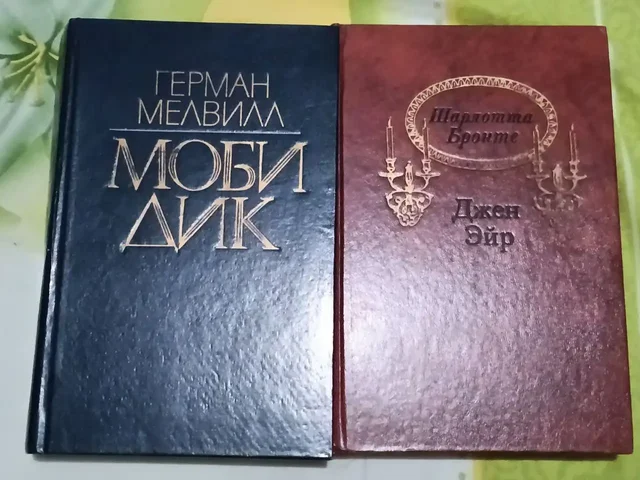 ГЕРМАН
МЕЛВИЛЛ
МОБИ
ДИК
Шарлотта
Бронте
Джен
Эйр